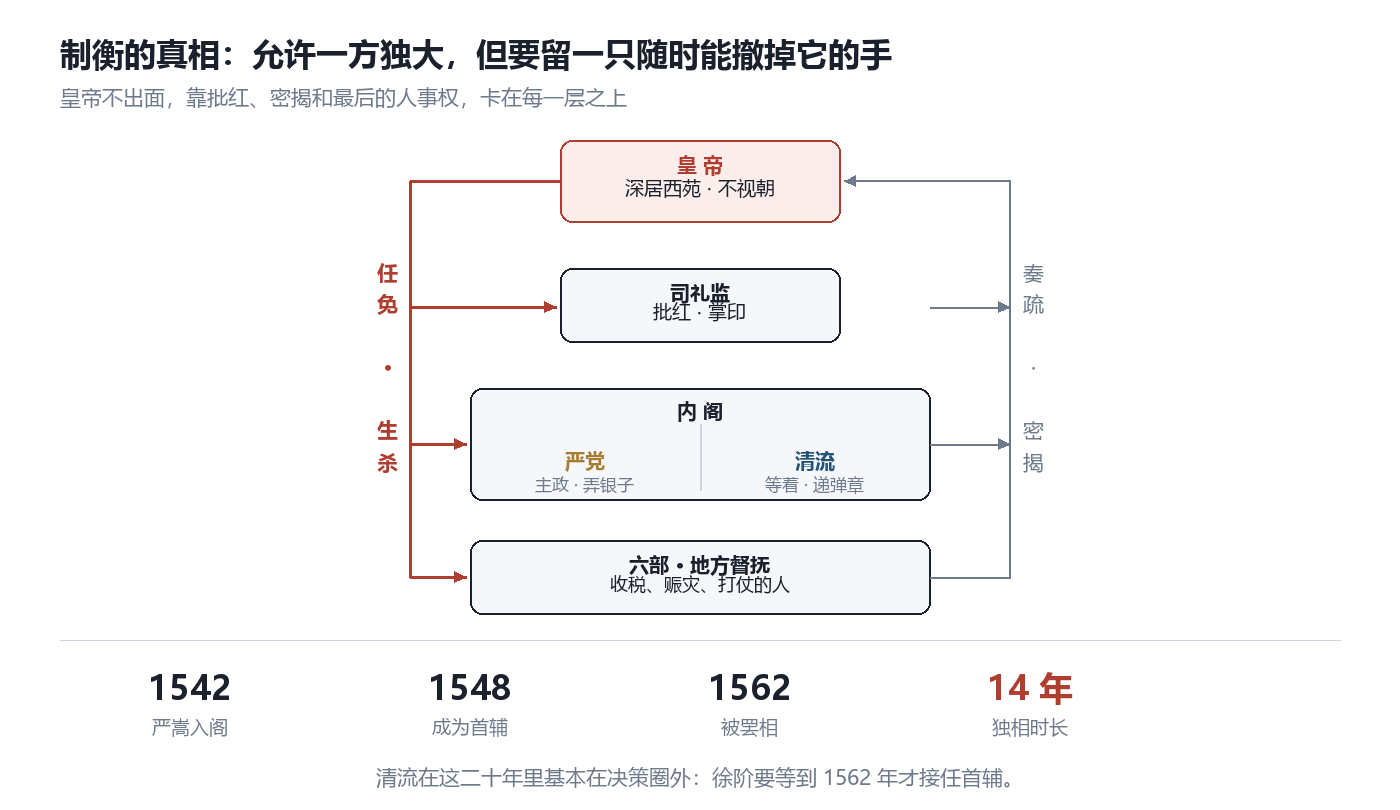 制衡的真相：允许一方独大，但要留一只随时能撤掉它的手
皇帝不出面，靠批红、密揭和最后的人事权，卡在每一层之上
皇 帝
深居西苑 · 不视朝
任免 · 生杀
奏疏 · 密揭
司礼监
批红 · 掌印
内 阁
严党
清流
主政 · 弄银子
等着 · 递弹章
六部 · 地方督抚
收税、赈灾、打仗的人
1542
1548
1562
14 年
严嵩入阁
成为首辅
被罢相
独相时长
清流在这二十年里基本在决策圈外：徐阶要等到 1562 年才接任首辅。